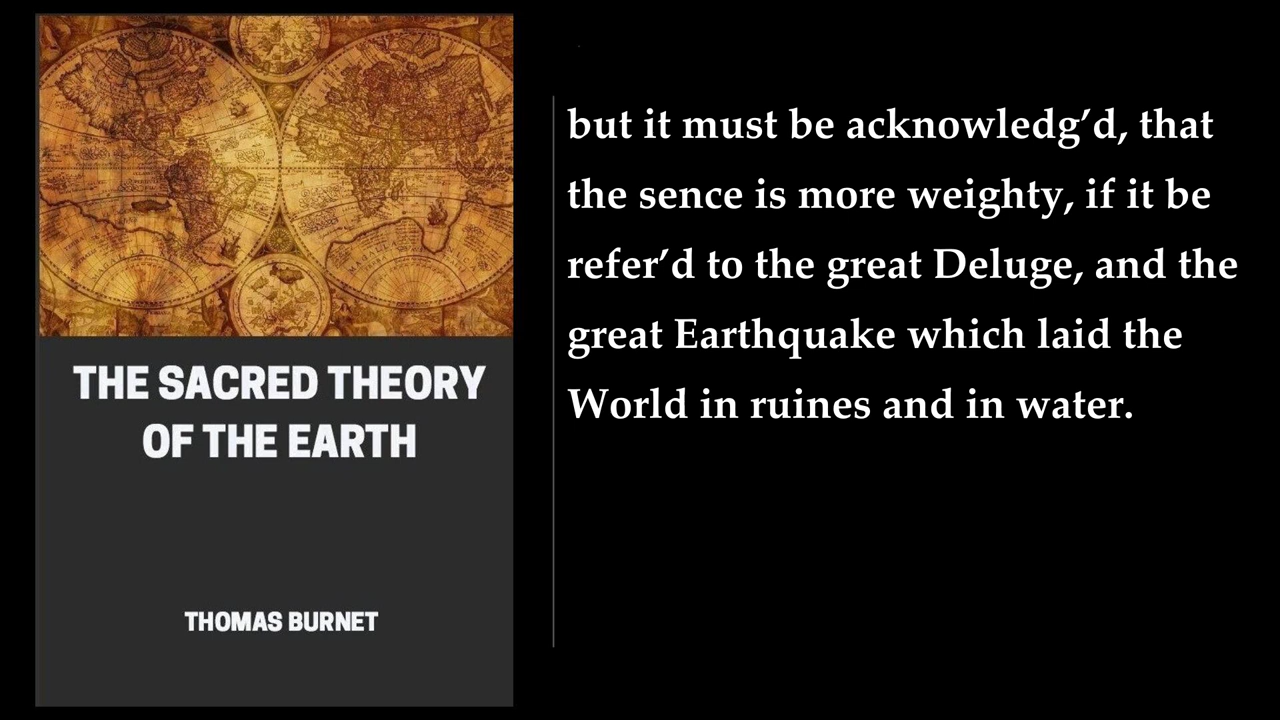 THE SACRED THEORY
OF THE EARTH
THOMAS BURNET
but it must be acknowledg’d, that
the sence is more weighty, if it be
refer’d to the great Deluge, and the
great Earthquake which laid the
World in ruines and in water.